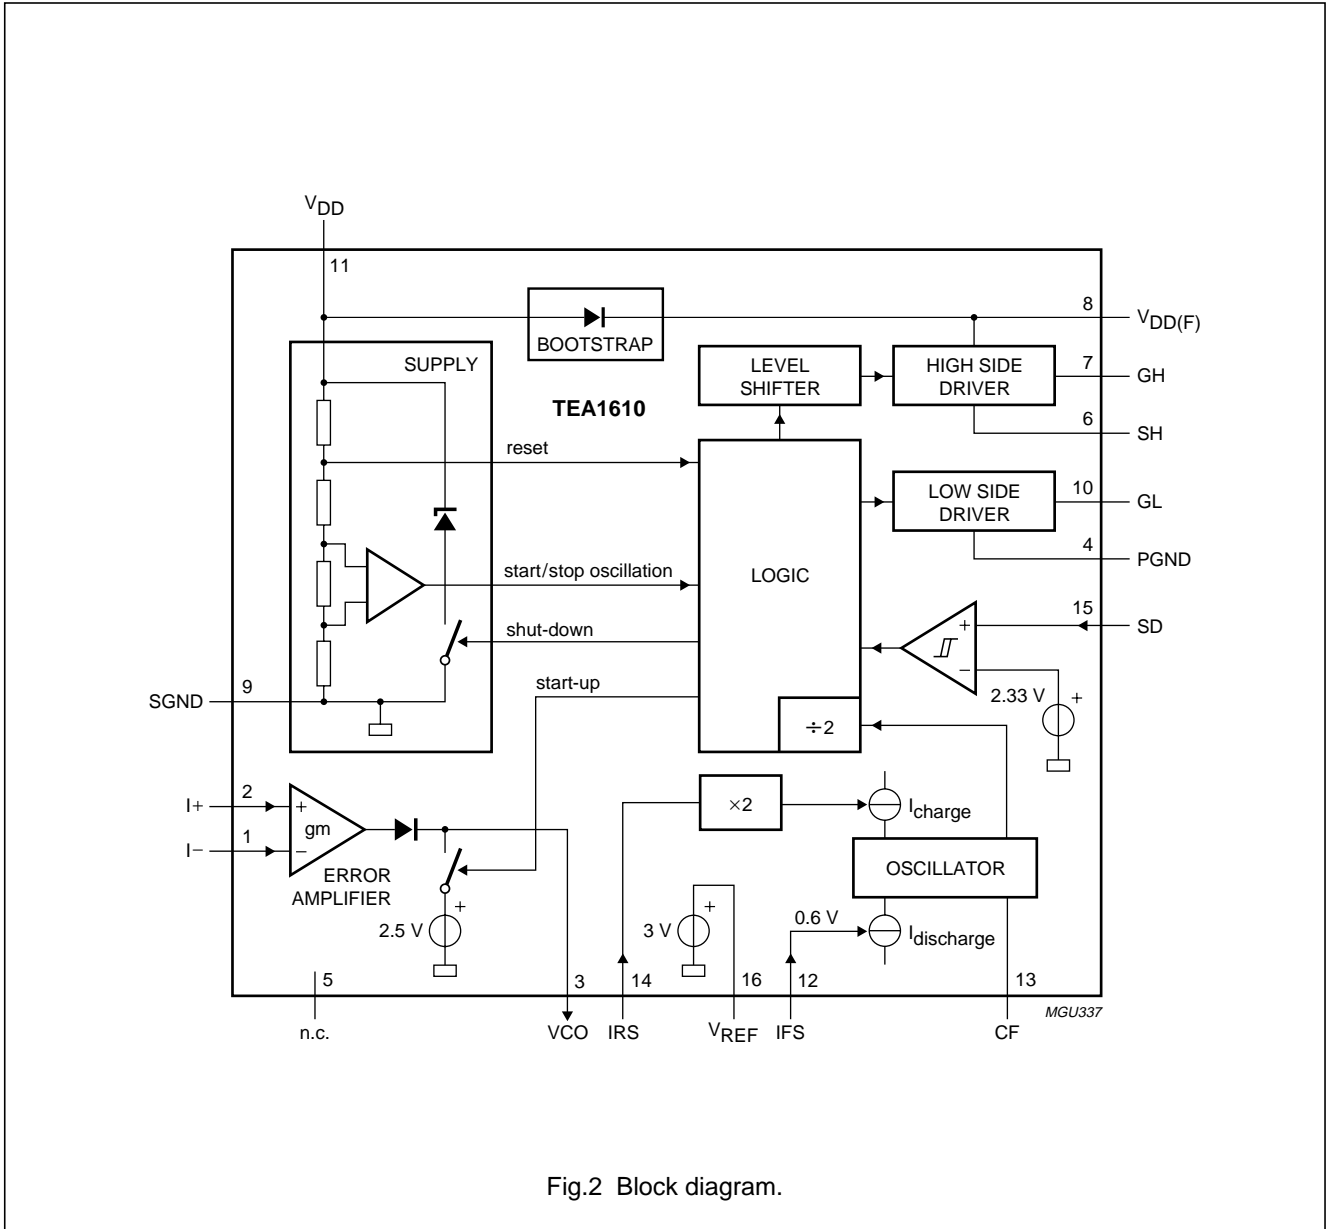 VDD
11
8
VDD(F)
BOOTSTRAP
SUPPLY
LEVEL
SHIFTER
HIGH SIDE
DRIVER
7
GH
TEA1610
6
SH
reset
LOW SIDE
DRIVER
10
GL
4
PGND
start/stop oscillation
LOGIC
15
SD
+
−
shut-down
2.33 V
+
start-up
9
SGND
÷2
2
I+
+
gm
1
I−
−
ERROR
AMPLIFIER
×2
Icharge
OSCILLATOR
2.5 V
+
3 V
+
0.6 V
Idischarge
5
3
14
16
12
13
n.c.
VCO
IRS
VREF
IFS
CF
MGU337
Fig.2 Block diagram.